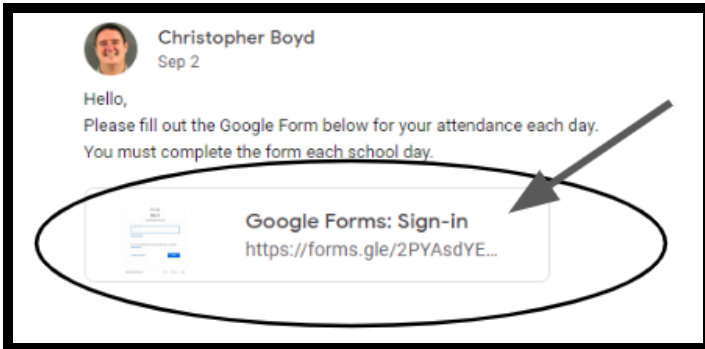 Christopher Boyd
Sep 2
Hello,
Please fill out the Google Form below for your attendance each day.
You must complete the form each school day.
Google Forms: Sign-in
https://forms.gle/2PYAsdYE...